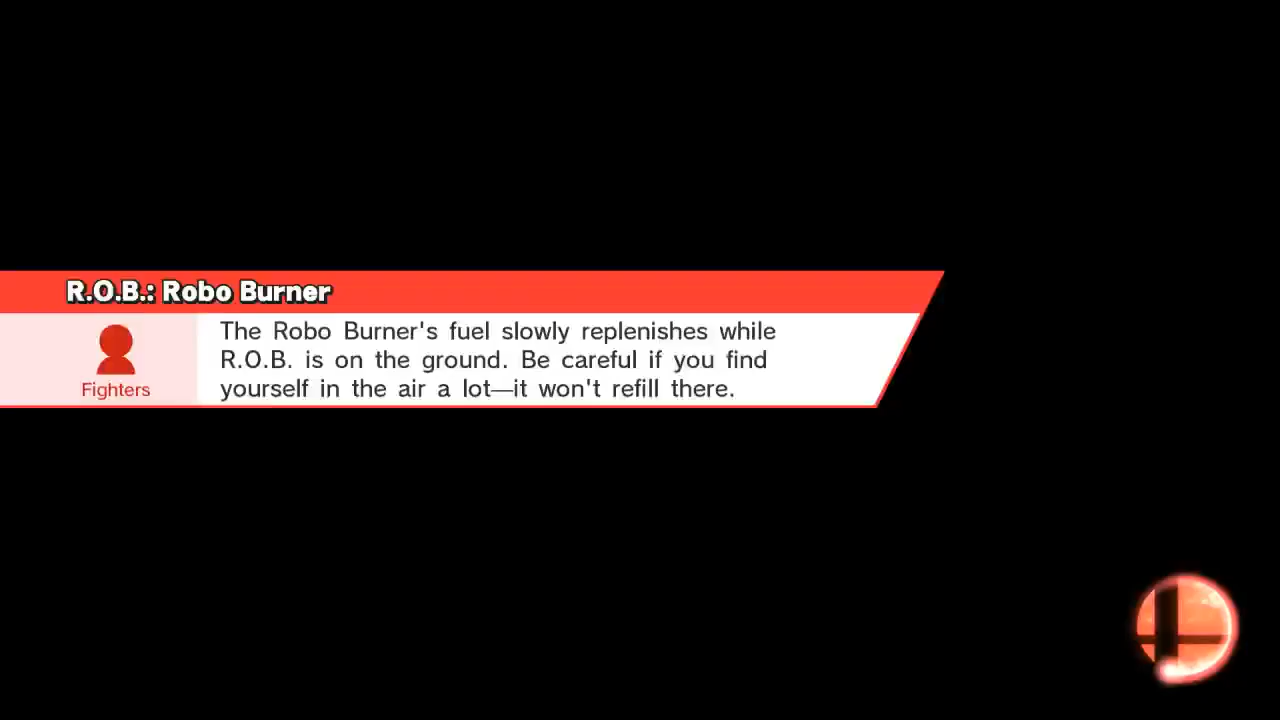 R.O.B.: Robo Burner
Fighters
The Robo Burner's fuel slowly replenishes while
R.O.B. is on the ground. Be careful if you find
yourself in the air a lot—it won't refill there.